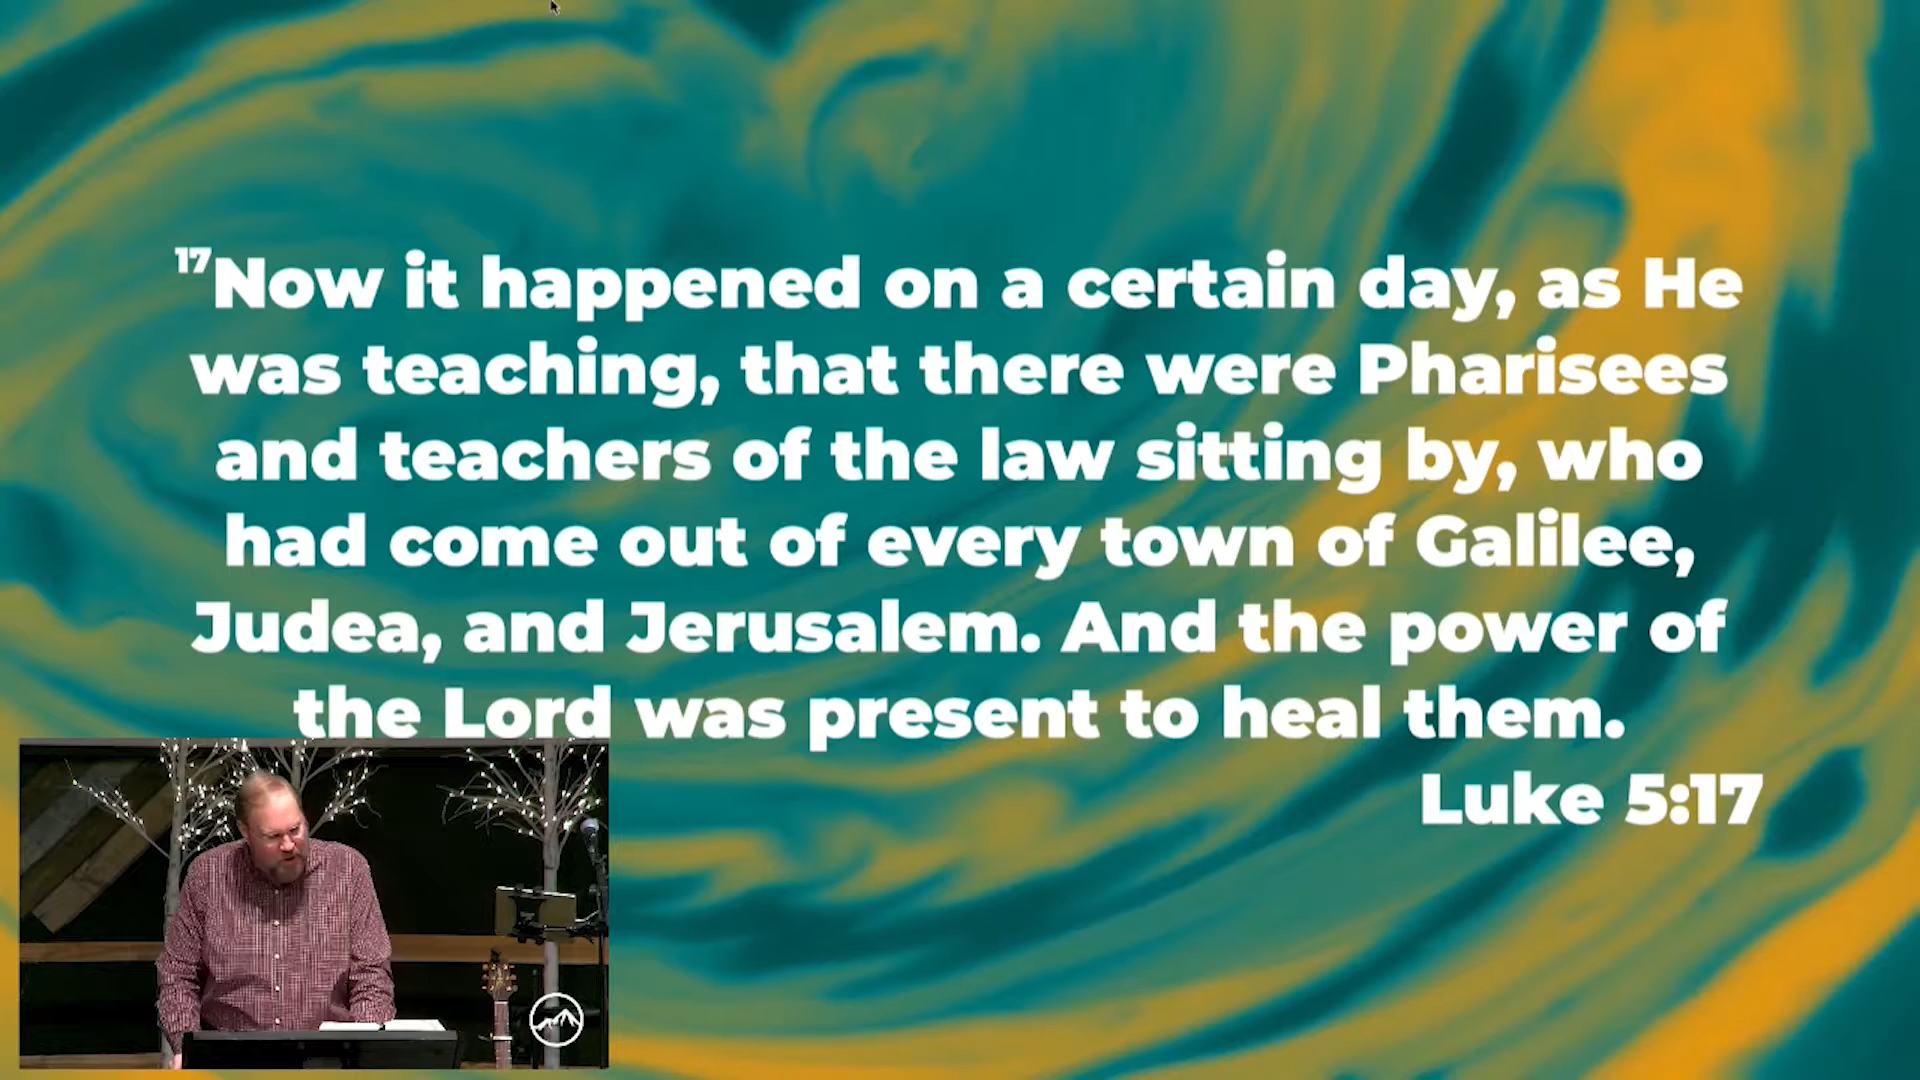 17Now it happened on a certain day, as He
was teaching, that there were Pharisees
and teachers of the law sitting by, who
had come out of every town of Galilee,
Judea, and Jerusalem. And the power of
the Lord was present to heal them.
Luke 5:17